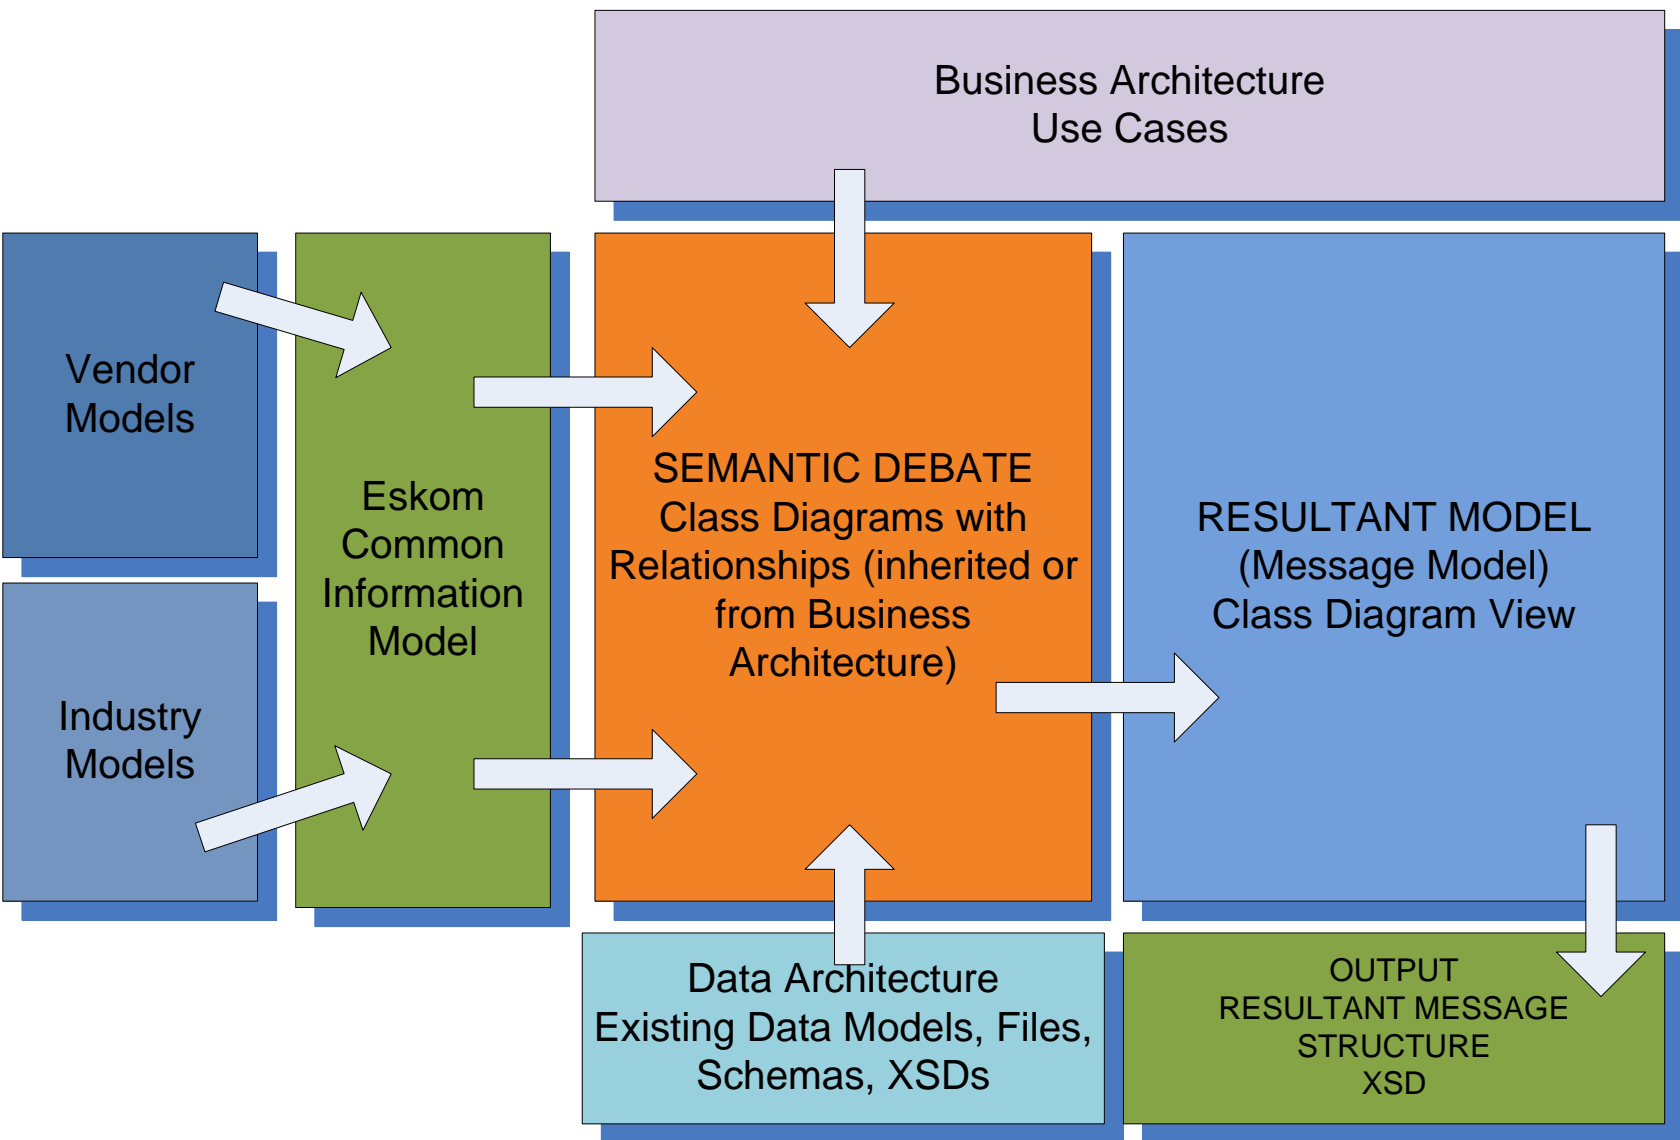 Business Architecture
Use Cases
Vendor
Models
Industry
Models
Eskom
Common
Information
Model
SEMANTIC DEBATE
Class Diagrams with
Relationships (inherited or
from Business
Architecture)
RESULTANT MODEL
(Message Model)
Class Diagram View
Data Architecture
Existing Data Models, Files,
Schemas, XSDs
OUTPUT
RESULTANT MESSAGE
STRUCTURE
XSD